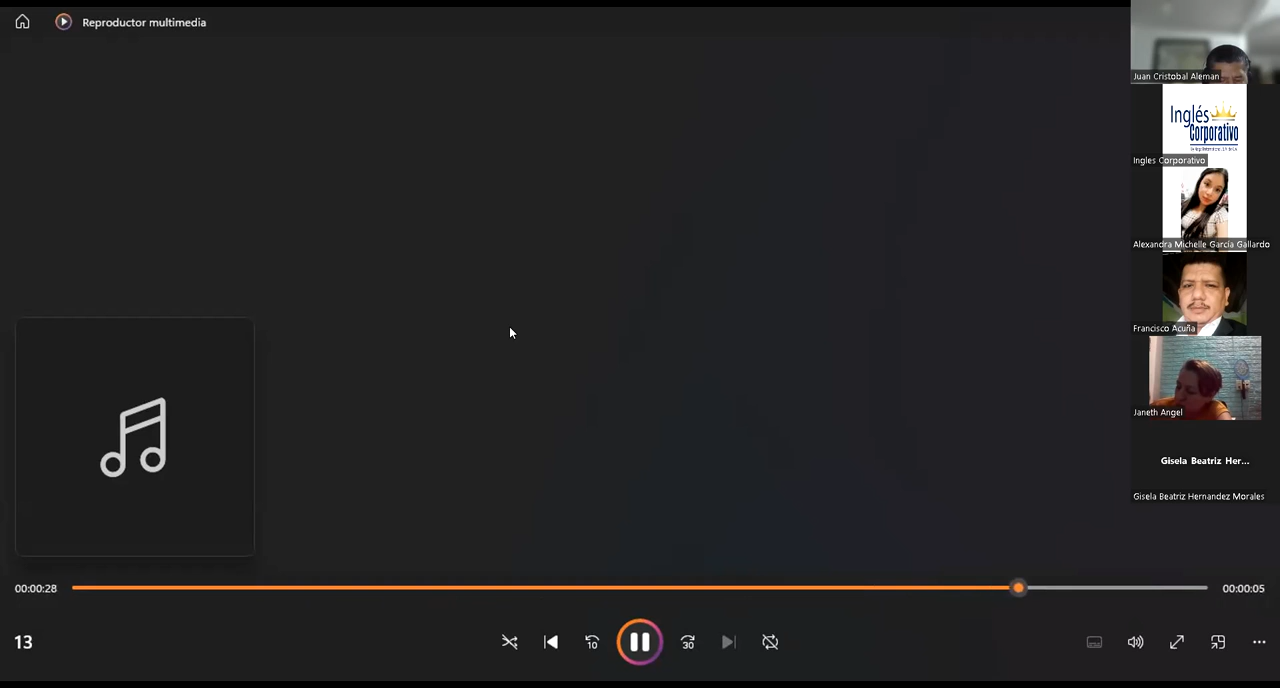 Reproductor multimedia
Juan Cristobal Aleman
Inglés
Corporativo
Ingles Corporativo
Alexandra Michelle García Gallardo
Francisco Acuña
Janeth Angel
Gisela Beatriz Her...
Gisela Beatriz Hernandez Morales
00:00:28
00:00:05
13
10
30